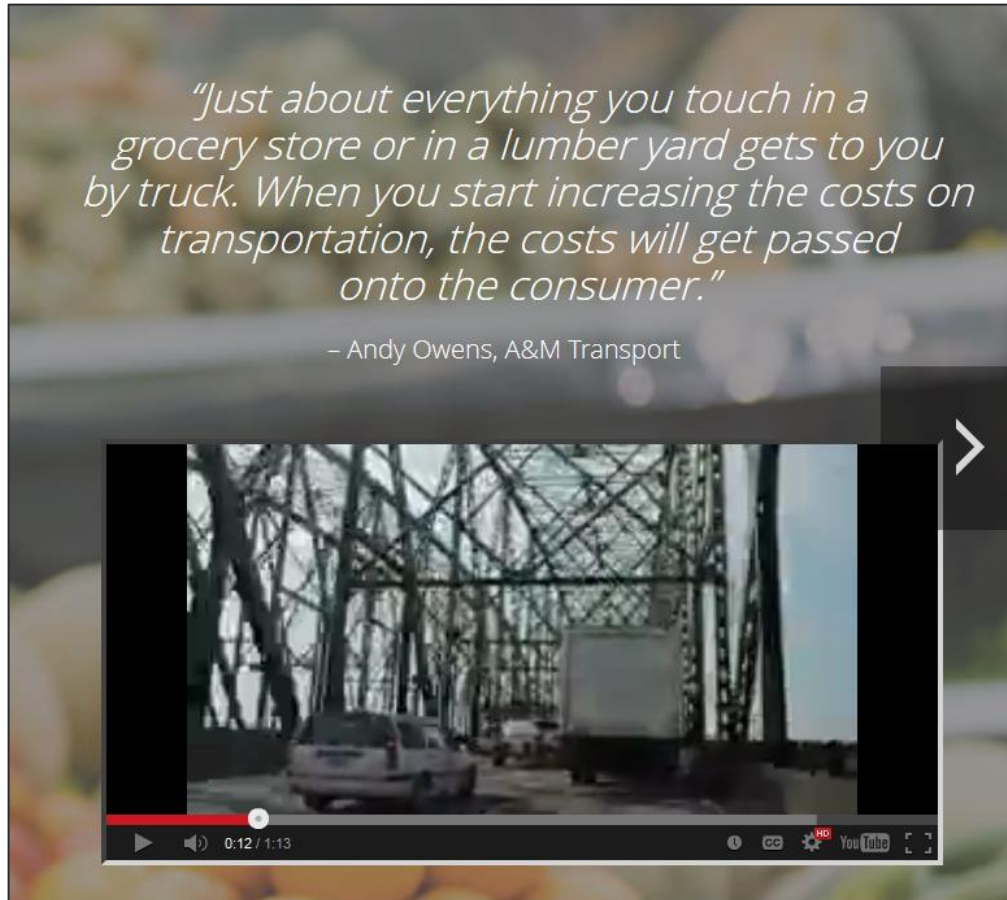 “Just about everything you touch in a
grocery store or in a lumber yard gets to you
by truck. When you start increasing the costs on
transportation, the costs will get passed
onto the consumer.”
– Andy Owens, A&M Transport
0:12 / 1:13
CC
HD
YouTube